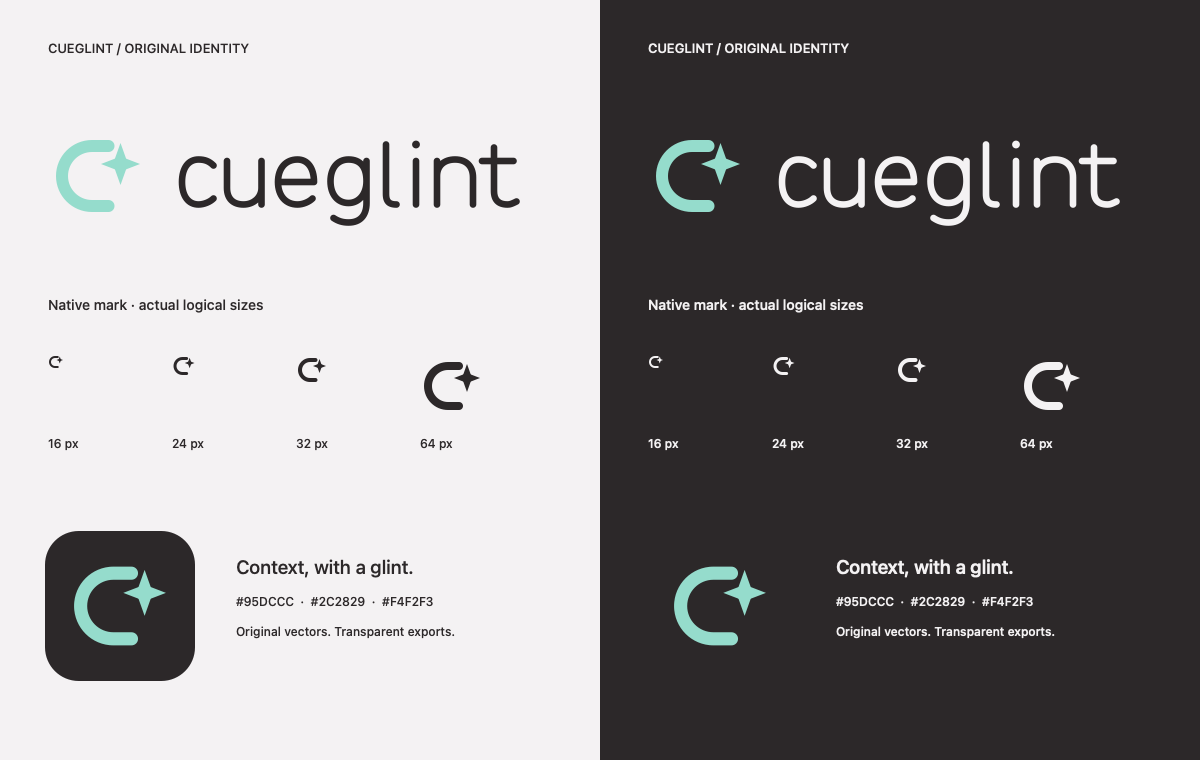 CUEGLINT / ORIGINAL IDENTITY
cueglint
Native mark · actual logical sizes
16 px
24 px
32 px
64 px
Context, with a glint.
#95DCCC · #2C2829 · #F4F2F3
Original vectors. Transparent exports.
CUEGLINT / ORIGINAL IDENTITY
cueglint
Native mark · actual logical sizes
16 px
24 px
32 px
64 px
Context, with a glint.
#95DCCC · #2C2829 · #F4F2F3
Original vectors. Transparent exports.